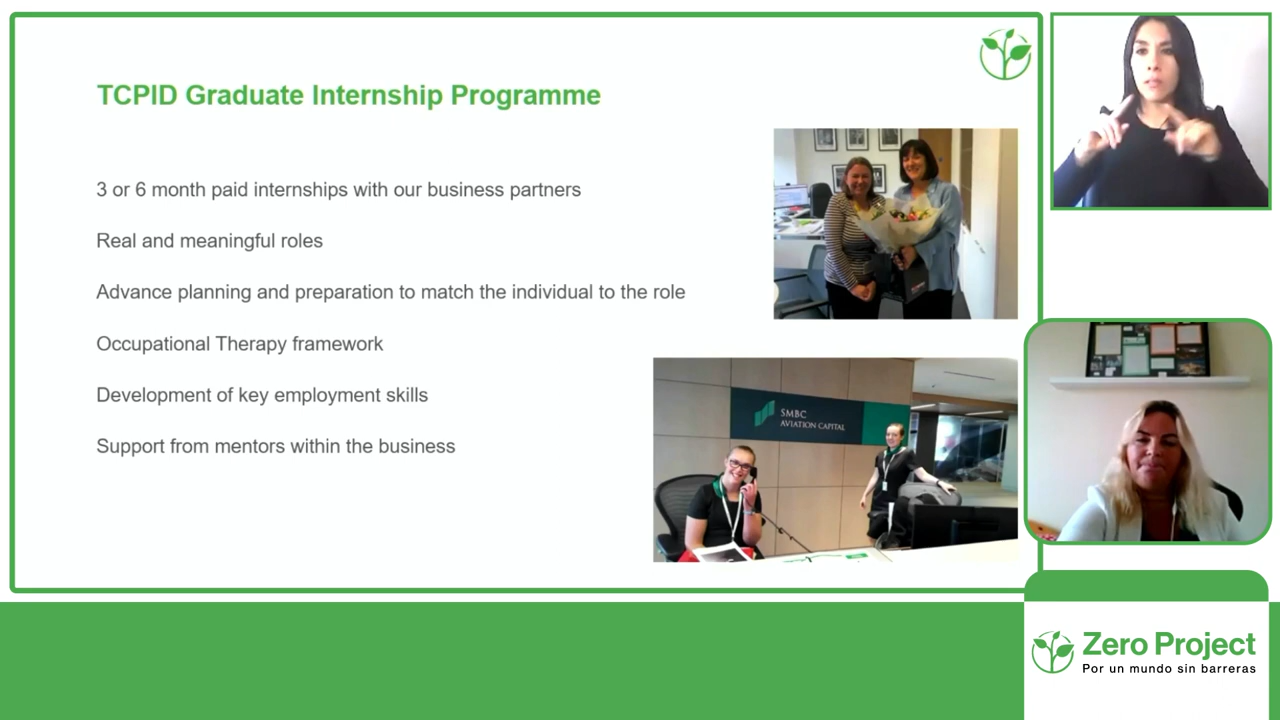 TCPID Graduate Internship Programme
3 or 6 month paid internships with our business partners
Real and meaningful roles
Advance planning and preparation to match the individual to the role
Occupational Therapy framework
Development of key employment skills
Support from mentors within the business
SMBC
AVIATION CAPITAL
Zero Project
Por un mundo sin barreras